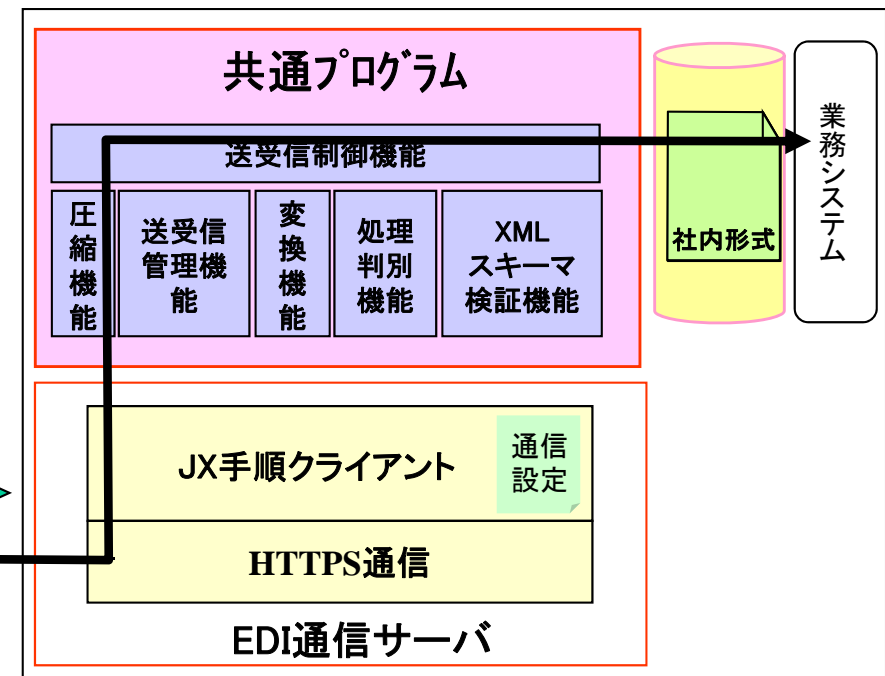 共通プログラム
送受信制御機能
圧縮機能
送受信
管理機
能
変換機能
処理
判別
機能
XML
スキーマ
検証機能
社内形式
業務システム
JX手順クライアント
通信
設定
HTTPS通信
EDI通信サーバ